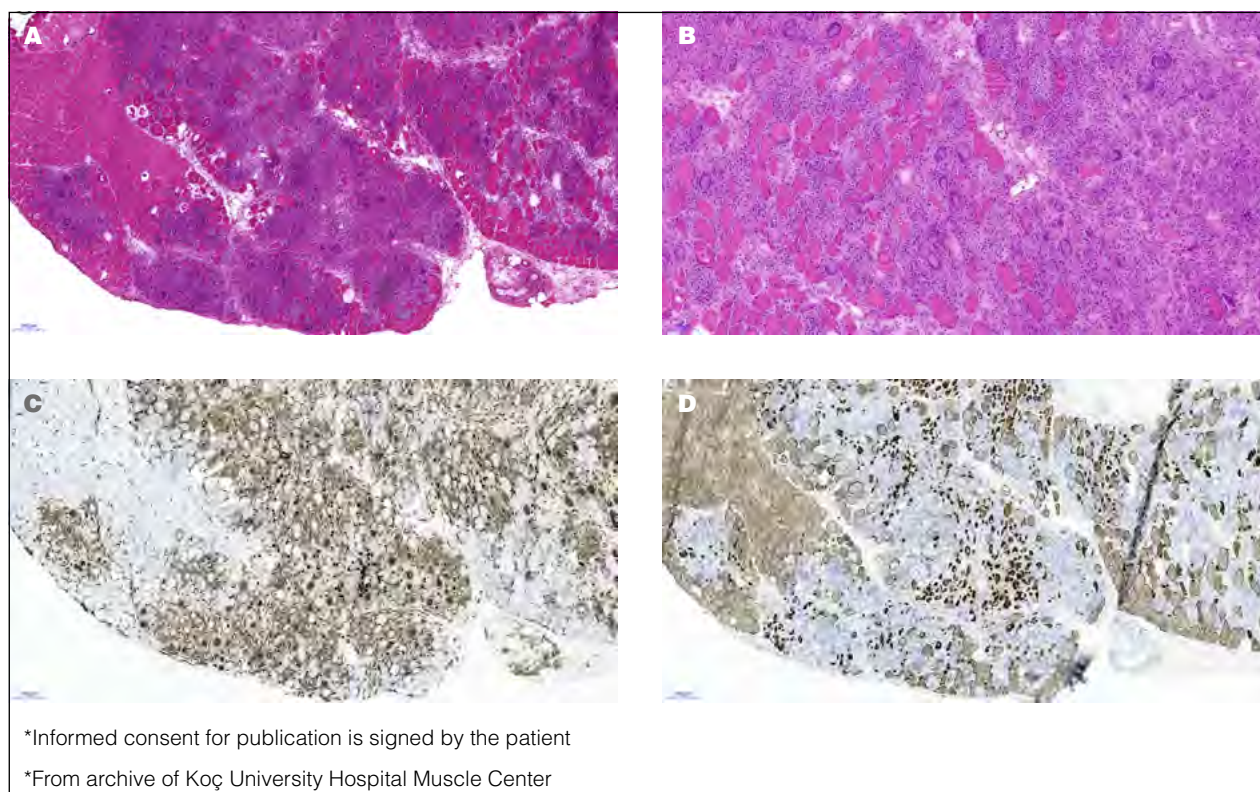 A
B
C
D
*Informed consent for publication is signed by the patient
*From archive of Koç University Hospital Muscle Center